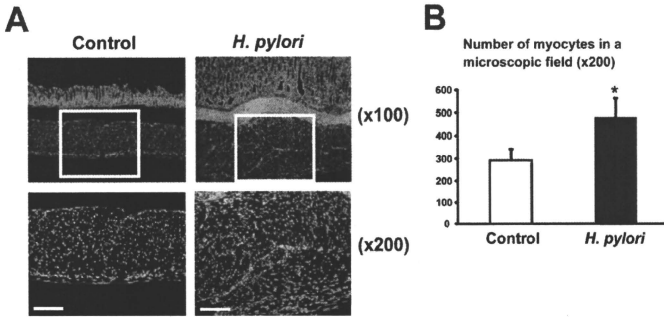 A
Control
H. pylori
(x100)
(x200)
B
Number of myocytes in a
microscopic field (x200)
600
500
400
300
200
100
0
*
Control
H. pylori